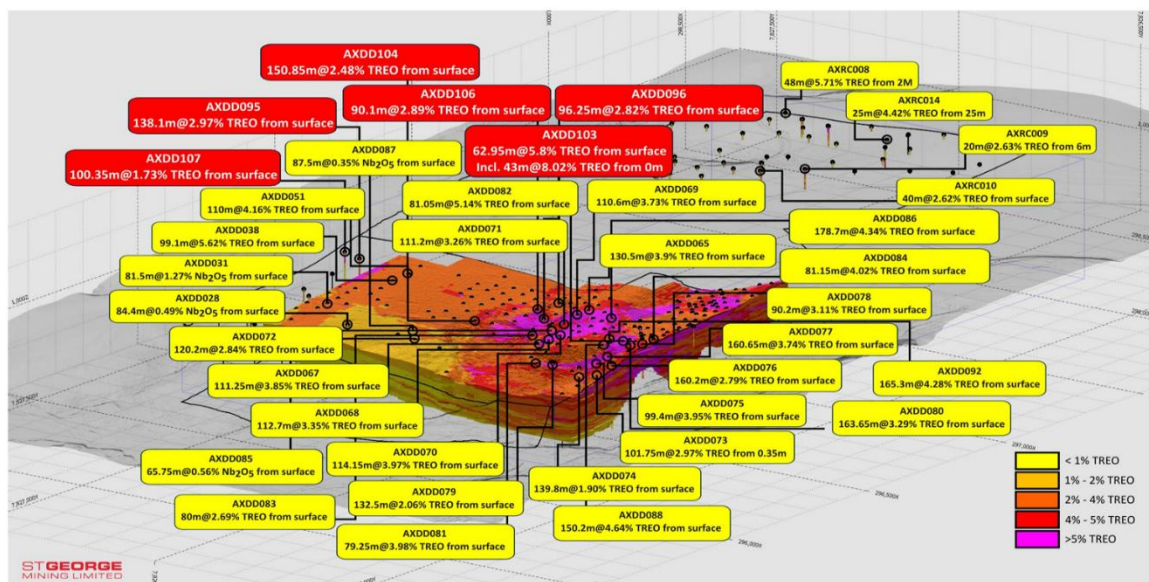 AXDD104
150.85m@2.48% TREO from surface
AXDD106
90.1m@2.89% TREO from surface
AXDD096
96.25m@2.82% TREO from surface
AXDD095
138.1m@2.97% TREO from surface
AXDD103
62.95m@5.8% TREO from surface
Incl. 43m@8.02% TREO from 0m
AXDD107
100.35m@1.73% TREO from surface
AXDD087
87.5m@0.35% Nb₂O₅ from surface
AXRC008
48m@5.71% TREO from 2M
AXRC014
25m@4.42% TREO from 25m
AXRC009
20m@2.63% TREO from 6m
AXRC010
40m@2.62% TREO from surface
AXDD051
110m@4.16% TREO from surface
AXDD082
81.05m@5.14% TREO from surface
AXDD069
110.6m@3.73% TREO from surface
AXDD038
99.1m@5.62% TREO from surface
AXDD071
111.2m@3.26% TREO from surface
AXDD086
178.7m@4.34% TREO from surface
AXDD065
130.5m@3.9% TREO from surface
AXDD031
81.5m@1.27% Nb₂O₅ from surface
AXDD084
81.15m@4.02% TREO from surface
AXDD028
84.4m@0.49% Nb₂O₅ from surface
AXDD078
90.2m@3.11% TREO from surface
AXDD072
120.2m@2.84% TREO from surface
AXDD077
160.65m@3.74% TREO from surface
AXDD067
111.25m@3.85% TREO from surface
AXDD076
160.2m@2.79% TREO from surface
AXDD092
165.3m@4.28% TREO from surface
AXDD068
112.7m@3.35% TREO from surface
AXDD075
99.4m@3.95% TREO from surface
AXDD080
163.65m@3.29% TREO from surface
AXDD085
65.75m@0.56% Nb₂O₅ from surface
AXDD070
114.15m@3.97% TREO from surface
AXDD073
101.75m@2.97% TREO from 0.35m
AXDD083
80m@2.69% TREO from surface
AXDD079
132.5m@2.06% TREO from surface
AXDD074
139.8m@1.90% TREO from surface
AXDD081
79.25m@3.98% TREO from surface
AXDD088
150.2m@4.64% TREO from surface
< 1% TREO
1% - 2% TREO
2% - 4% TREO
4% - 5% TREO
>5% TREO
1,000Z
297,000X
296,500X
296,000X
ST GEORGE
MINING LIMITED